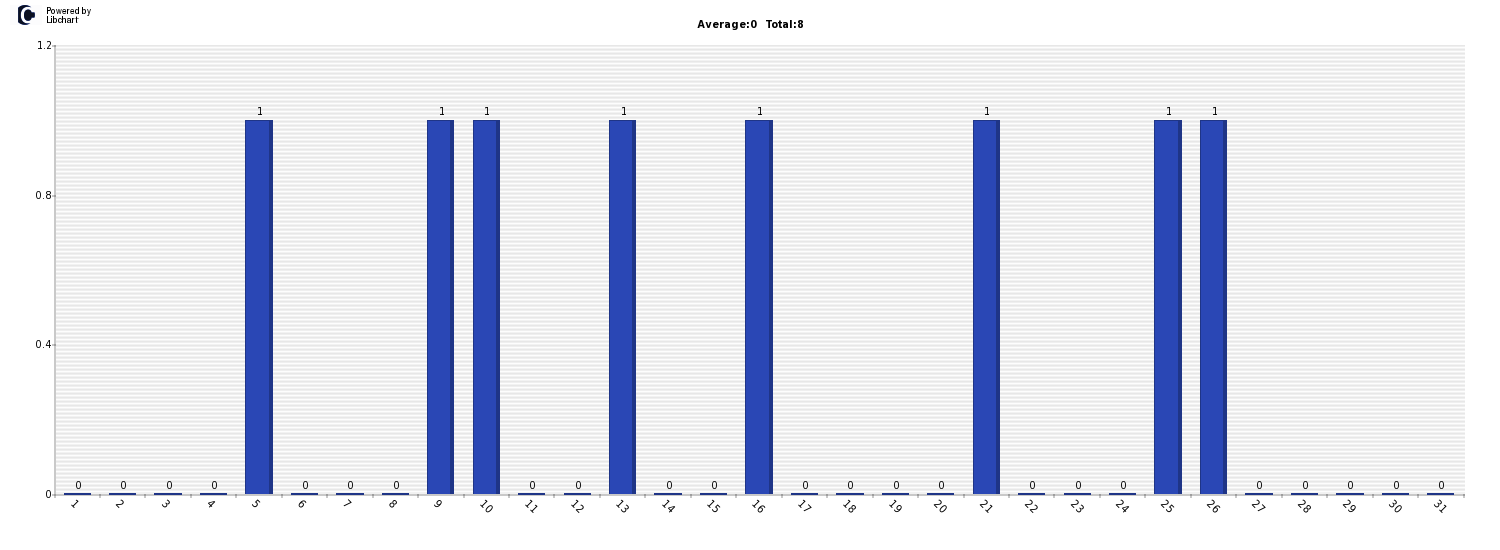 Powered by
Libchart
Average:0 Total:8
1.2
0.8
0.4
0
0 0 0 0 1 0 0 0 1 1 0 0 1 0 0 1 0 0 0 0 1 0 0 0 1 1 0 0 0 0 0
1 2 3 4 5 6 7 8 9 10 11 12 13 14 15 16 17 18 19 20 21 22 23 24 25 26 27 28 29 30 31